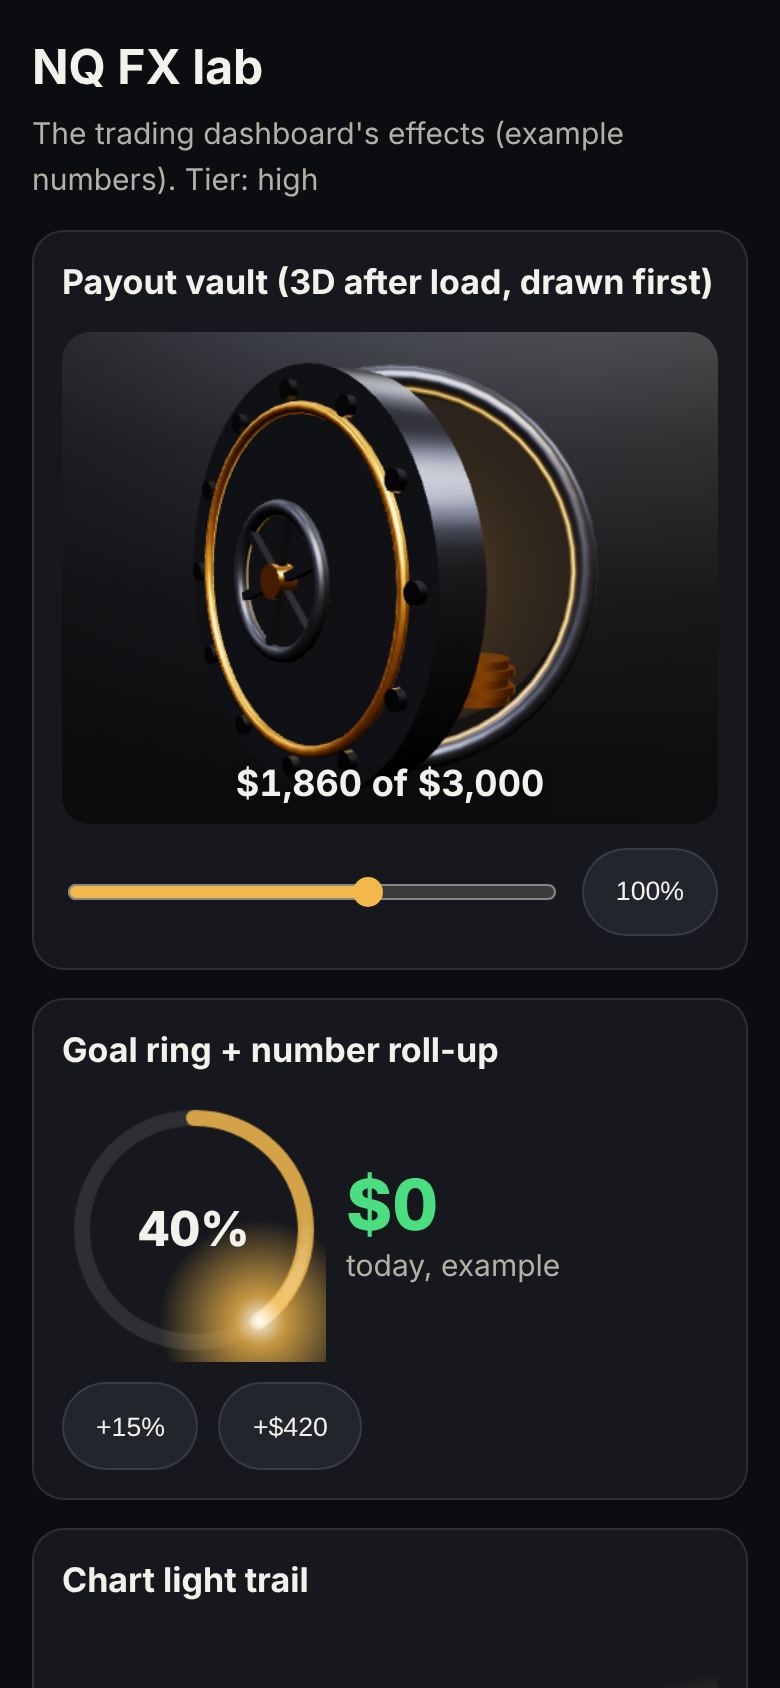 NQ FX lab
The trading dashboard's effects (example
numbers). Tier: high
Payout vault (3D after load, drawn first)
$1,860 of $3,000
100%
Goal ring + number roll-up
40%
$0
today, example
+15%
+$420
Chart light trail